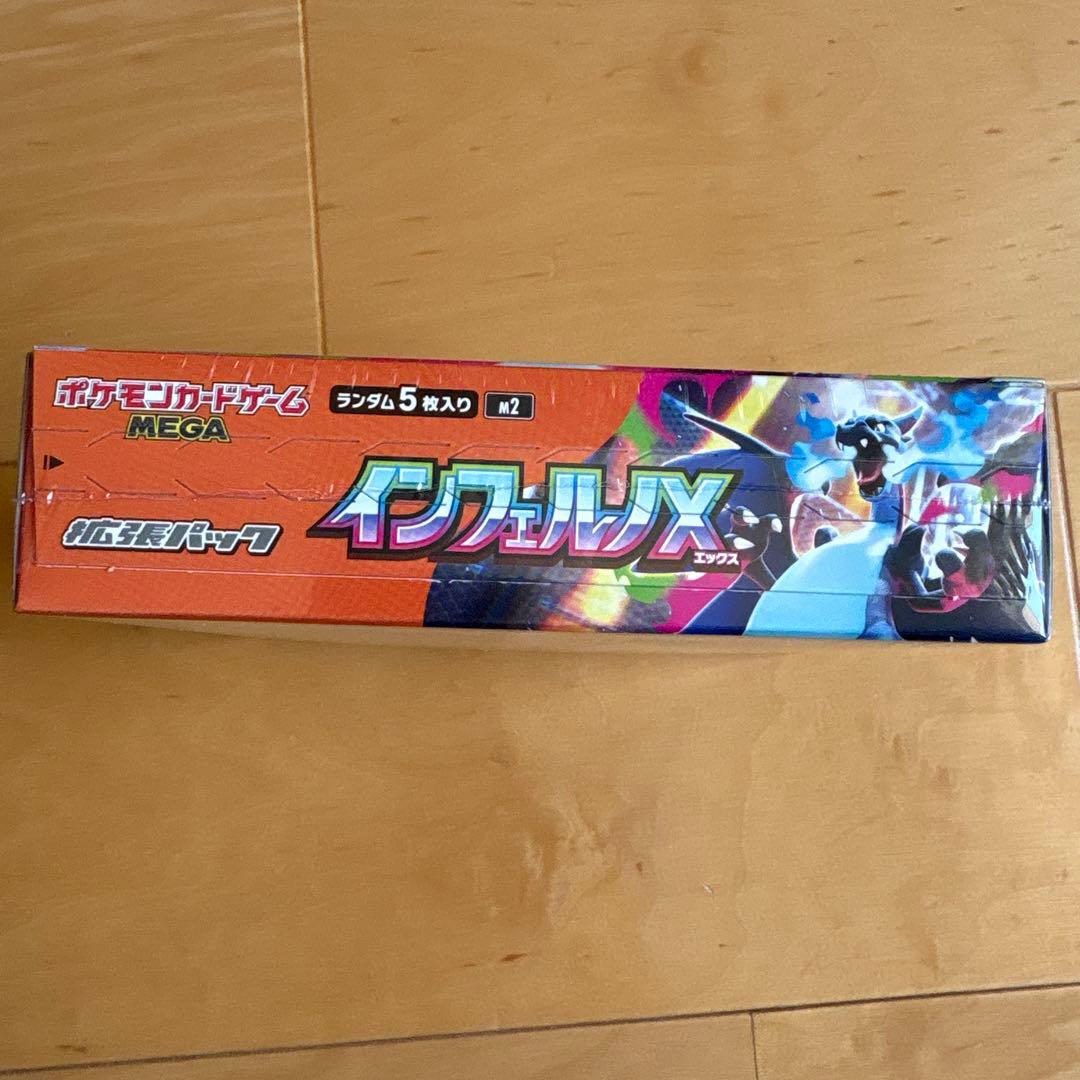 ポケモンカードゲーム
MEGA
ランダム5枚入り
M2
拡張パック
インフェルノX
エックス